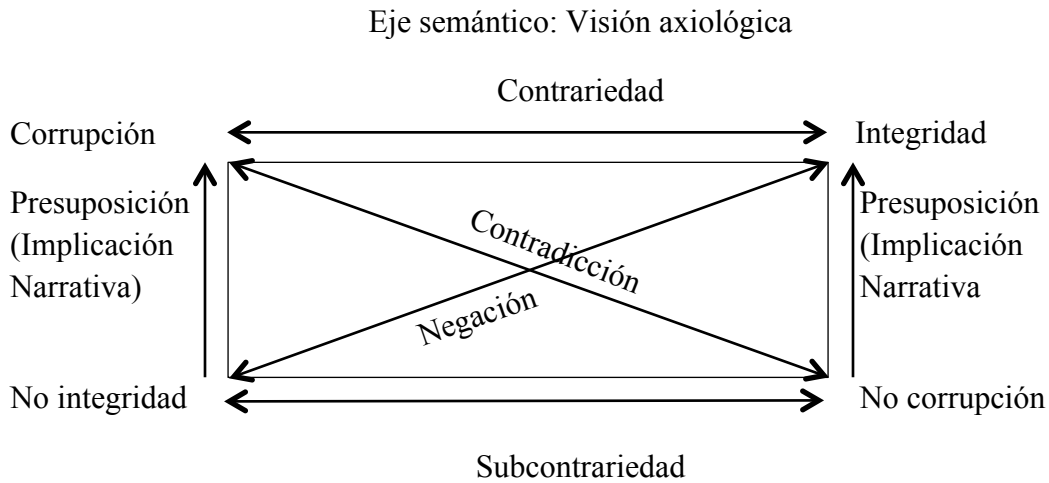 Eje semántico: Visión axiológica
Contrariedad
Corrupción
Integridad
Presuposición
(Implicación
Narrativa)
Presuposición
(Implicación
Narrativa
Contradicción
Negación
No integridad
No corrupción
Subcontrariedad